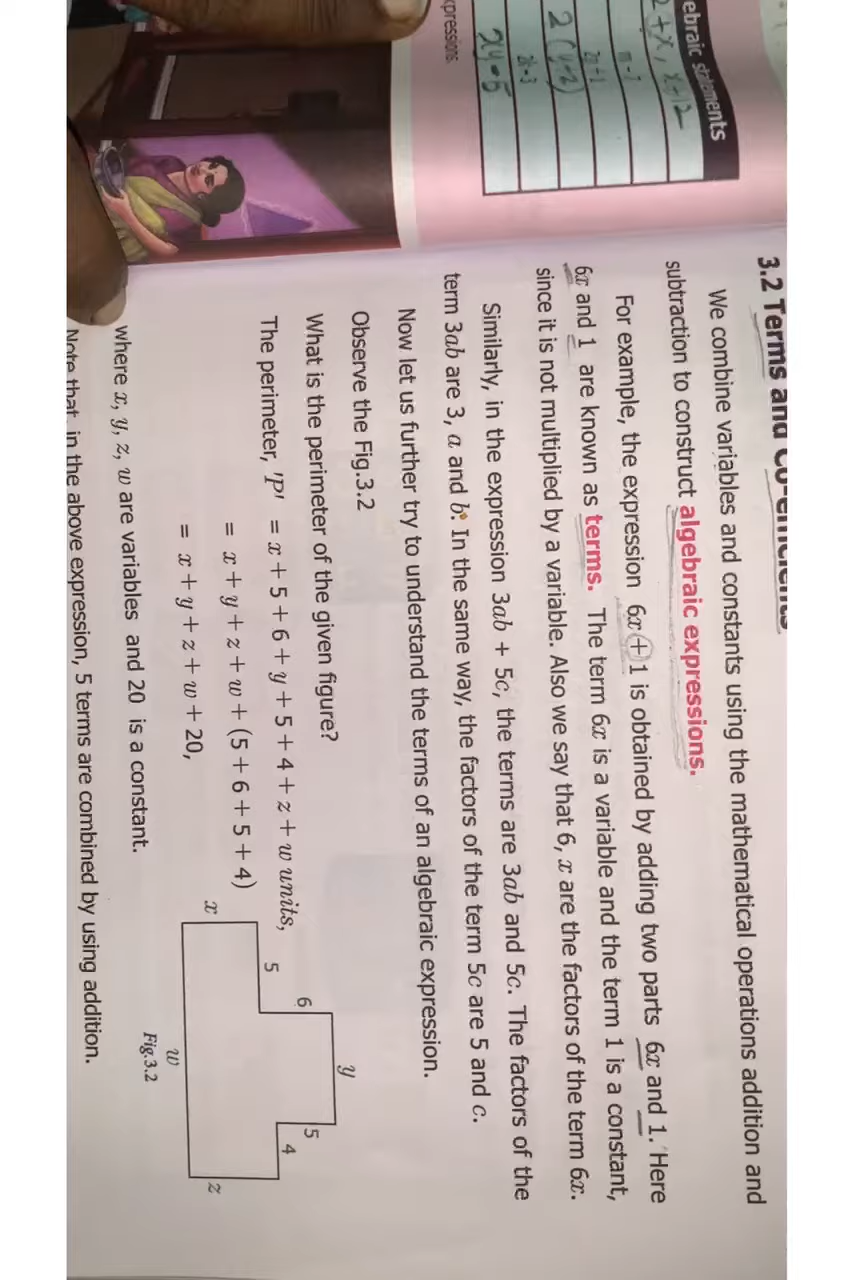 ebraic statements
2+x, x+12
m - 7
2y + 1
2(y+2)
2k - 3
xy-5
pressions.
3.2 Terms and Co-efficients
We combine variables and constants using the mathematical operations addition and
subtraction to construct algebraic expressions.
For example, the expression 6x + 1 is obtained by adding two parts 6x and 1. Here
6x and 1 are known as terms. The term 6x is a variable and the term 1 is a constant,
since it is not multiplied by a variable. Also we say that 6, x are the factors of the term 6x.
Similarly, in the expression 3ab + 5c, the terms are 3ab and 5c. The factors of the
term 3ab are 3, a and b. In the same way, the factors of the term 5c are 5 and c.
Now let us further try to understand the terms of an algebraic expression.
Observe the Fig.3.2
What is the perimeter of the given figure?
The perimeter, 'P' = x + 5 + 6 + y + 5 + 4 + z + w units,
= x + y + z + w + (5 + 6 + 5 + 4)
= x + y + z + w + 20,
where x, y, z, w are variables and 20 is a constant.
y
6
5
5
4
x
z
w
Fig.3.2
Note that, in the above expression, 5 terms are combined by using addition.